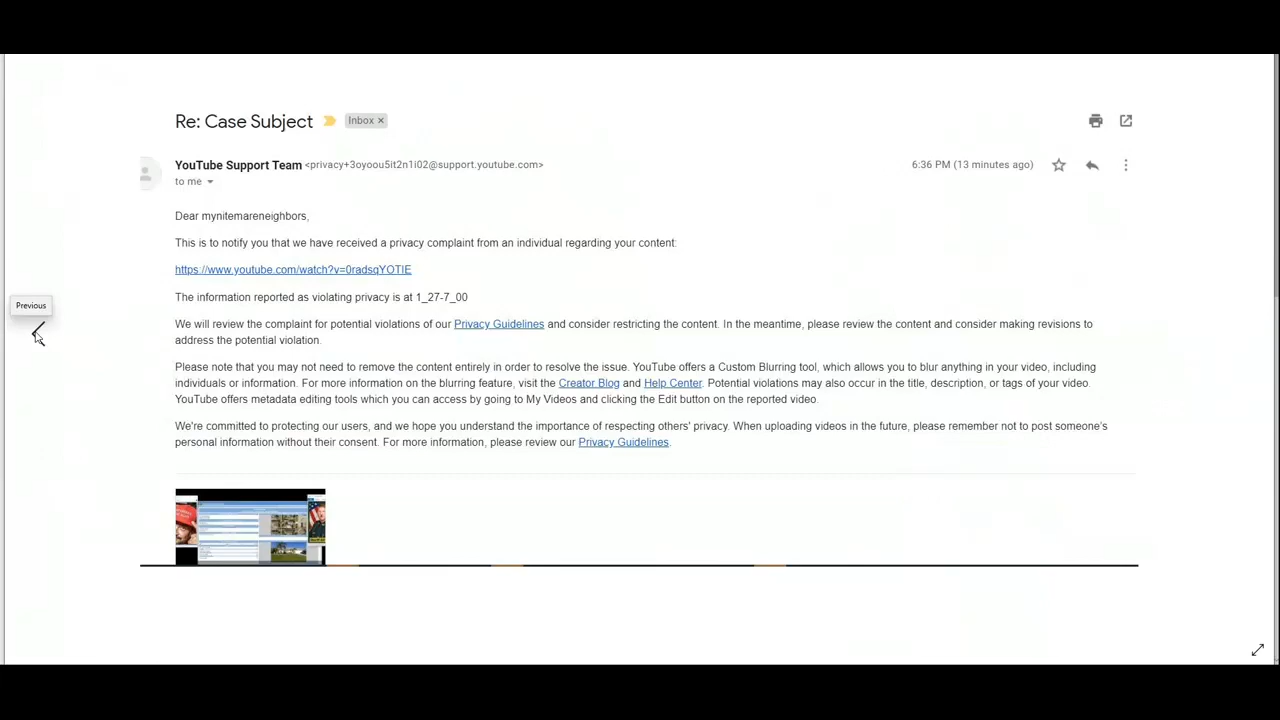 Re: Case Subject Inbox ×
YouTube Support Team <privacy+3oyoou5it2n1i02@support.youtube.com> 6:36 PM (13 minutes ago)
to me
Dear mynitemareneighbors,
This is to notify you that we have received a privacy complaint from an individual regarding your content:
https://www.youtube.com/watch?v=0radsqYOTIE
Previous
The information reported as violating privacy is at 1_27-7_00
We will review the complaint for potential violations of our Privacy Guidelines and consider restricting the content. In the meantime, please review the content and consider making revisions to
address the potential violation.
Please note that you may not need to remove the content entirely in order to resolve the issue. YouTube offers a Custom Blurring tool, which allows you to blur anything in your video, including
individuals or information. For more information on the blurring feature, visit the Creator Blog and Help Center. Potential violations may also occur in the title, description, or tags of your video.
YouTube offers metadata editing tools which you can access by going to My Videos and clicking the Edit button on the reported video.
We're committed to protecting our users, and we hope you understand the importance of respecting others' privacy. When uploading videos in the future, please remember not to post someone's
personal information without their consent. For more information, please review our Privacy Guidelines.